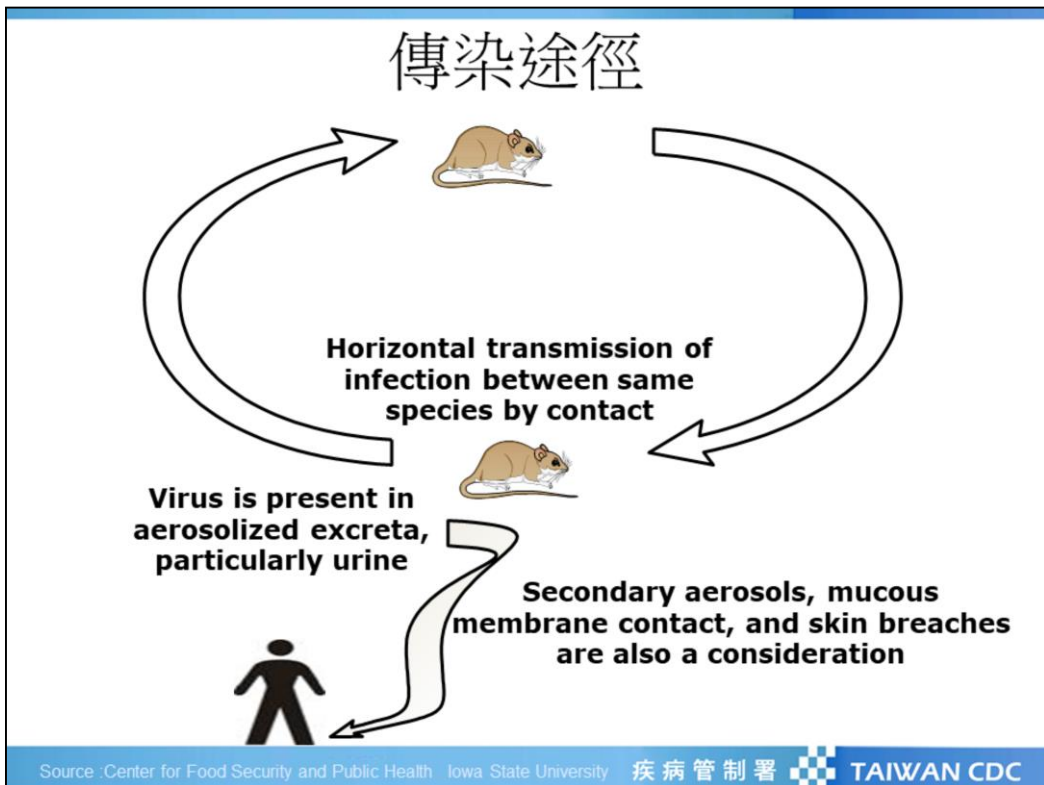 傳染途徑
Horizontal transmission of
infection between same
species by contact
Virus is present in
aerosolized excreta,
particularly urine
Secondary aerosols, mucous
membrane contact, and skin breaches
are also a consideration
Source :Center for Food Security and Public Health Iowa State University 疾病管制署 TAIWAN CDC